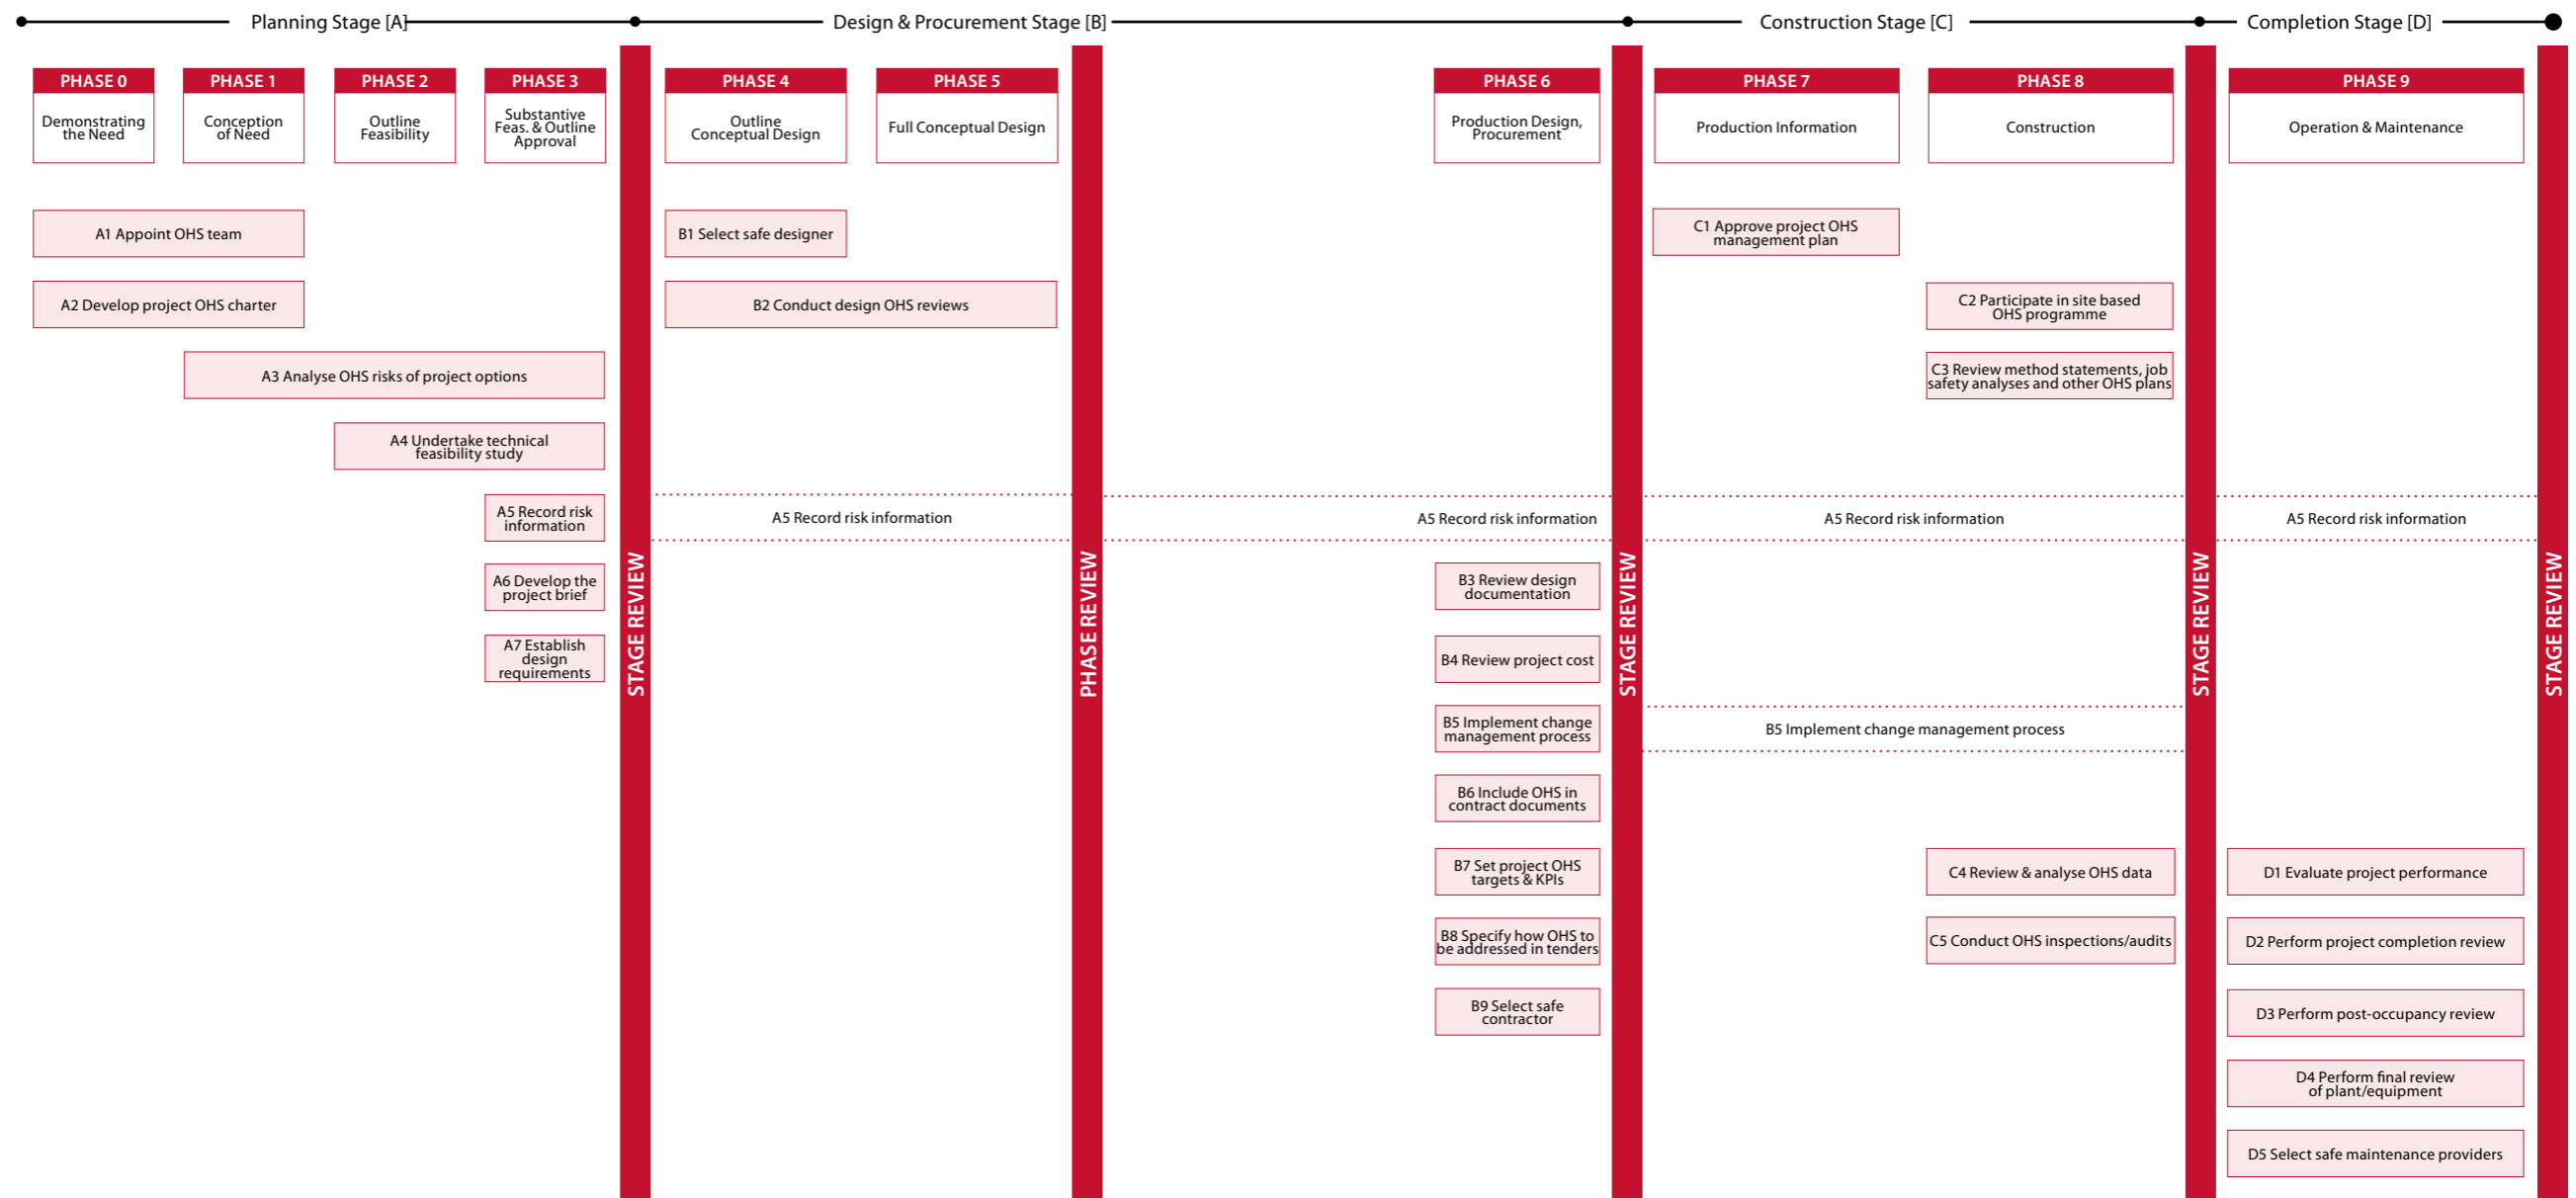 Planning Stage [A]
Design & Procurement Stage [B]
Construction Stage [C]
Completion Stage [D]
PHASE 0
Demonstrating
the Need
PHASE 1
Conception
of Need
PHASE 2
Outline
Feasibility
PHASE 3
Substantive
Feas. & Outline
Approval
PHASE 4
Outline
Conceptual Design
PHASE 5
Full Conceptual Design
PHASE 6
Production Design,
Procurement
PHASE 7
Production Information
PHASE 8
Construction
PHASE 9
Operation & Maintenance
A1 Appoint OHS team
A2 Develop project OHS charter
A3 Analyse OHS risks of project options
A4 Undertake technical
feasibility study
A5 Record risk
information
A6 Develop the
project brief
A7 Establish
design
requirements
STAGE REVIEW
B1 Select safe designer
B2 Conduct design OHS reviews
A5 Record risk information
PHASE REVIEW
A5 Record risk information
B3 Review design
documentation
B4 Review project cost
B5 Implement change
management process
B6 Include OHS in
contract documents
B7 Set project OHS
targets & KPIs
B8 Specify how OHS to
be addressed in tenders
B9 Select safe
contractor
STAGE REVIEW
C1 Approve project OHS
management plan
C2 Participate in site based
OHS programme
C3 Review method statements, job
safety analyses and other OHS plans
A5 Record risk information
B5 Implement change management process
C4 Review & analyse OHS data
C5 Conduct OHS inspections/audits
STAGE REVIEW
A5 Record risk information
D1 Evaluate project performance
D2 Perform project completion review
D3 Perform post-occupancy review
D4 Perform final review
of plant/equipment
D5 Select safe maintenance providers
STAGE REVIEW